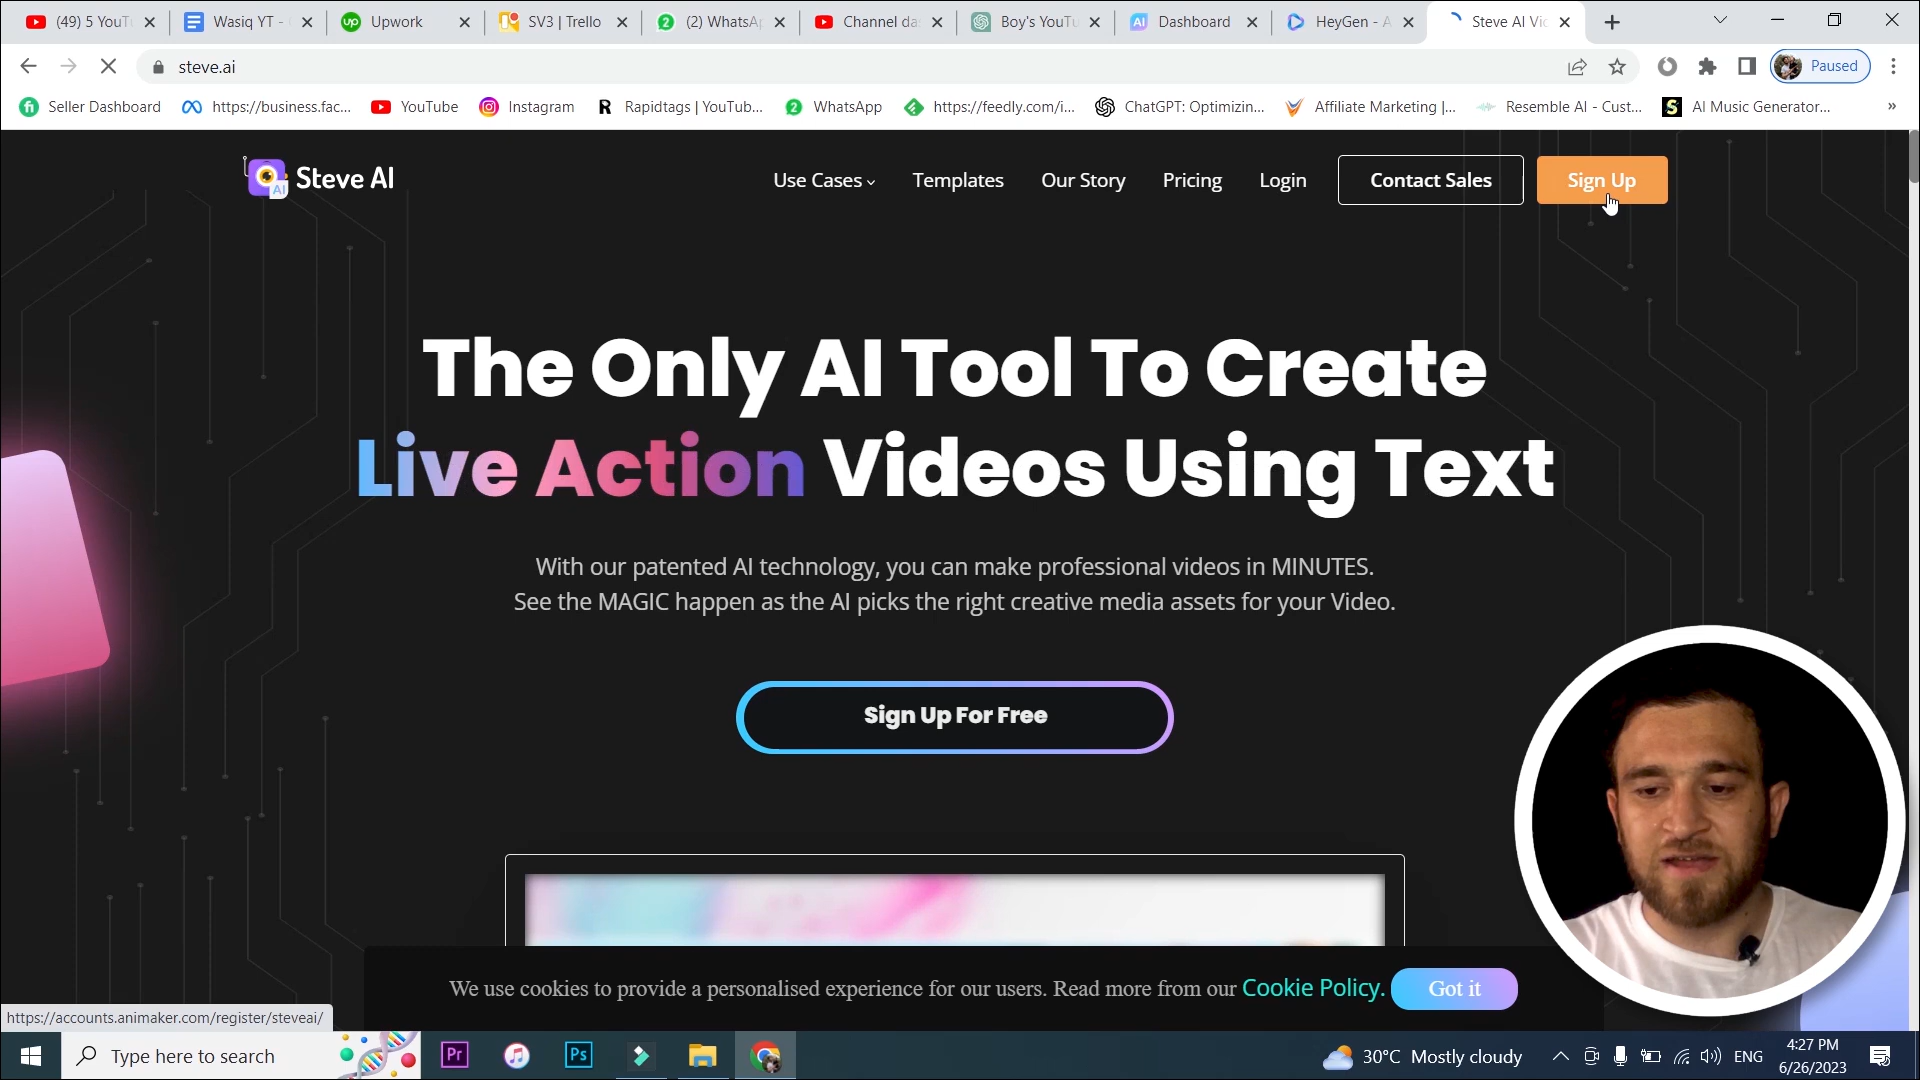 (49) 5 YouT
Wasiq YT -
Upwork
SV3 | Trello
(2) WhatsA
Channel da
Boy's YouTu
Dashboard
HeyGen - A
Steve AI Vi
steve.ai
Paused
Seller Dashboard
https://business.fac...
YouTube
Instagram
Rapidtags | YouTub...
WhatsApp
https://feedly.com/i...
ChatGPT: Optimizin...
Affiliate Marketing |...
Resemble AI - Cust...
AI Music Generator...
Steve AI
Use Cases
Templates
Our Story
Pricing
Login
Contact Sales
Sign Up
The Only AI Tool To Create
Live Action Videos Using Text
With our patented AI technology, you can make professional videos in MINUTES.
See the MAGIC happen as the AI picks the right creative media assets for your Video.
Sign Up For Free
We use cookies to provide a personalised experience for our users. Read more from our Cookie Policy.
Got it
https://accounts.animaker.com/register/steveai/
Type here to search
Pr
Ps
30°C Mostly cloudy
ENG
4:27 PM
6/26/2023